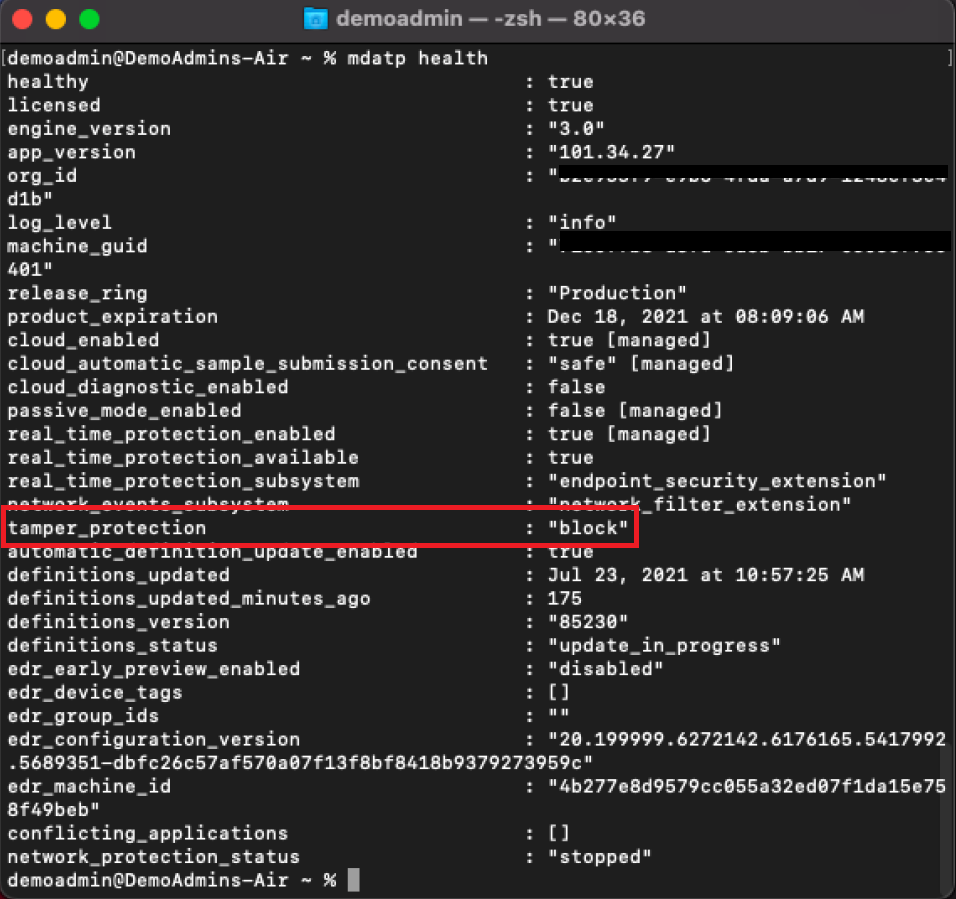 demoadmin — -zsh — 80×36
[demoadmin@DemoAdmins-Air ~ % mdatp health ]
healthy : true
licensed : true
engine_version : "3.0"
app_version : "101.34.27"
org_id : "
d1b"
log_level : "info"
machine_guid : "
401"
release_ring : "Production"
product_expiration : Dec 18, 2021 at 08:09:06 AM
cloud_enabled : true [managed]
cloud_automatic_sample_submission_consent : "safe" [managed]
cloud_diagnostic_enabled : false
passive_mode_enabled : false [managed]
real_time_protection_enabled : true [managed]
real_time_protection_available : true
real_time_protection_subsystem : "endpoint_security_extension"
network_events_subsystem : "network_filter_extension"
tamper_protection : "block"
automatic_definition_update_enabled : true
definitions_updated : Jul 23, 2021 at 10:57:25 AM
definitions_updated_minutes_ago : 175
definitions_version : "85230"
definitions_status : "update_in_progress"
edr_early_preview_enabled : "disabled"
edr_device_tags : []
edr_group_ids : ""
edr_configuration_version : "20.199999.6272142.6176165.5417992
.5689351-dbfc26c57af570a07f13f8bf8418b9379273959c"
edr_machine_id : "4b277e8d9579cc055a32ed07f1da15e75
8f49beb"
conflicting_applications : []
network_protection_status : "stopped"
demoadmin@DemoAdmins-Air ~ %